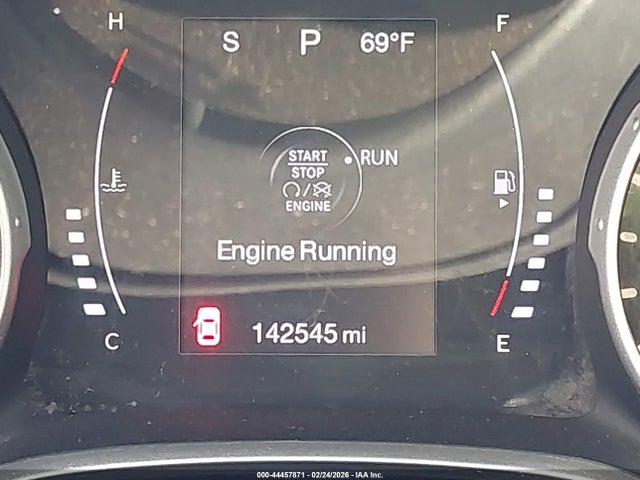 H
F
S P 69°F
START
STOP
RUN
ENGINE
Engine Running
142545 mi
C
E
000-44457871 - 02/24/2026 - IAA Inc.